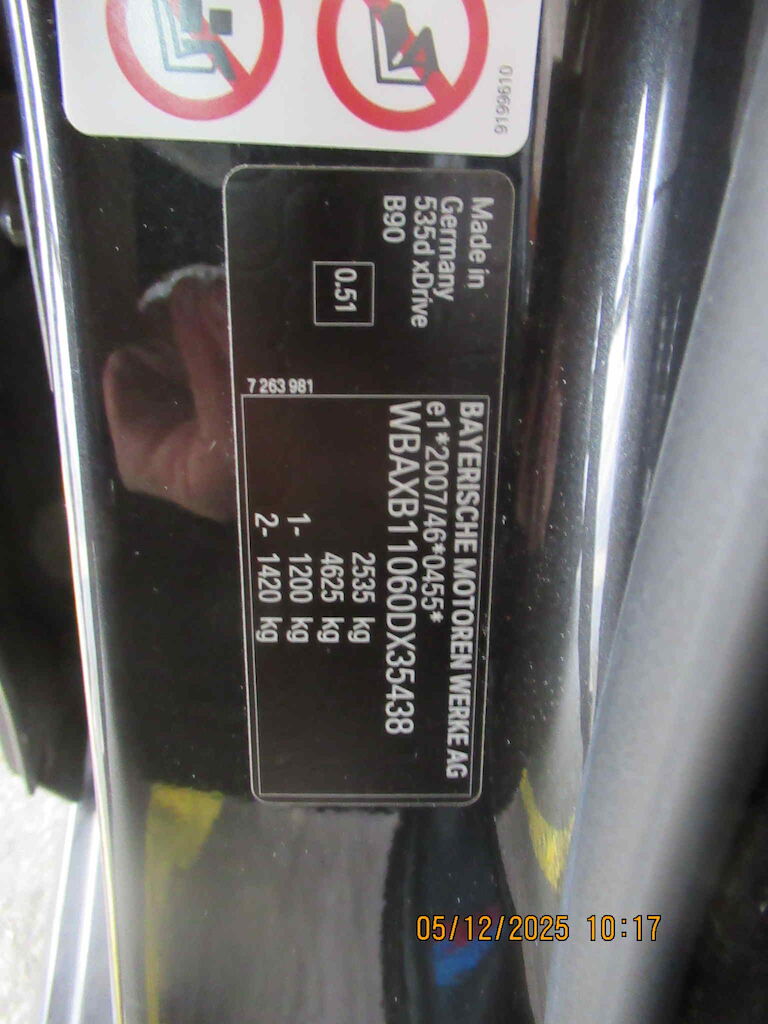 0196616
Made in
Germany
535d xDrive
B90
0.51
7 263 981
BAYERISCHE MOTOREN WERKE AG
e1*2007/46*0455*
WBAXB11060DX35438
2535 kg
4625 kg
1- 1200 kg
2- 1420 kg
05/12/2025 10:17